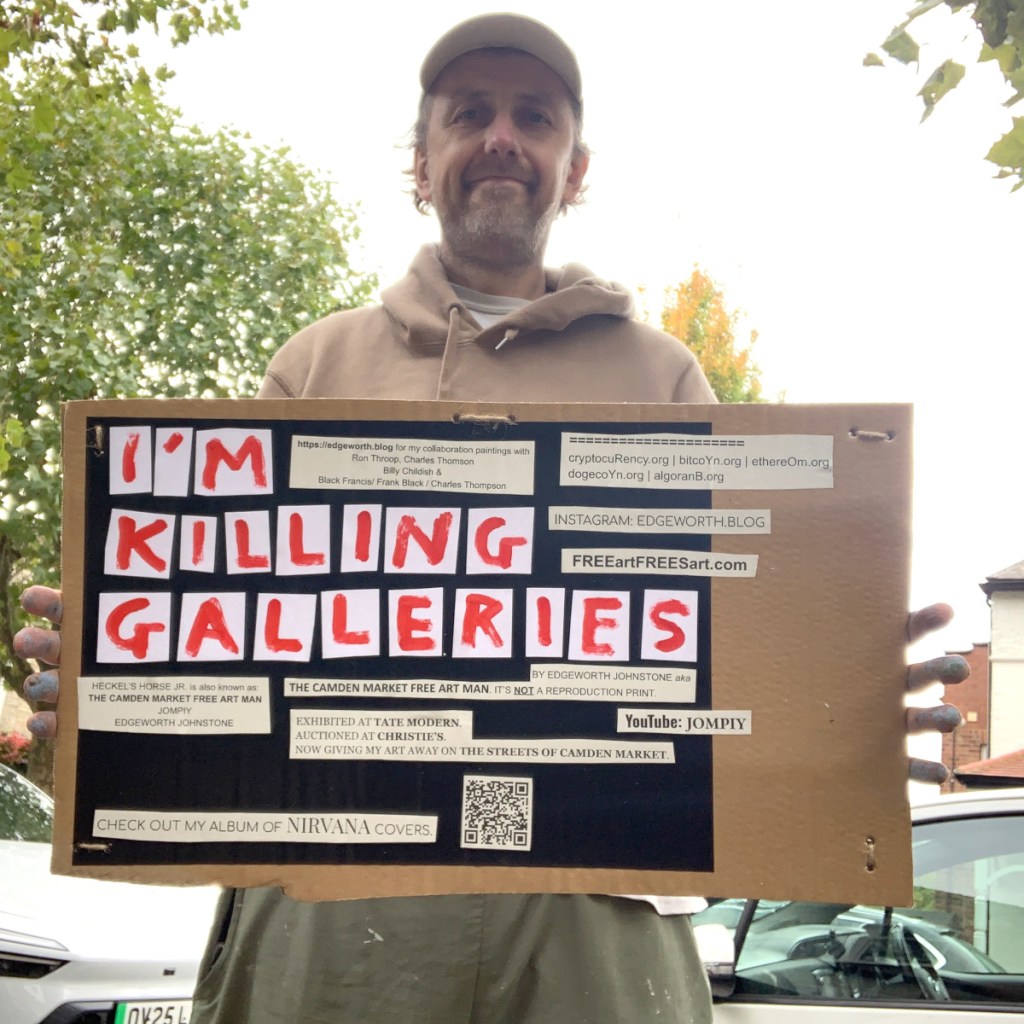 I'M
https://edgeworth.blog for my collaboration paintings with
Ron Throop, Charles Thomson
Billy Childish &
Black Francis/ Frank Black / Charles Thompson
=====================
cryptocuRency.org | bitcoYn.org | ethereOm.org
dogecoYn.org | algoranB.org
KILLING
INSTAGRAM: EDGEWORTH.BLOG
FREEartFREESart.com
GALLERIES
HECKEL'S HORSE JR. is also known as:
THE CAMDEN MARKET FREE ART MAN
JOMPIY
EDGEWORTH JOHNSTONE
BY EDGEWORTH JOHNSTONE aka
THE CAMDEN MARKET FREE ART MAN. IT'S NOT A REPRODUCTION PRINT.
EXHIBITED AT TATE MODERN.
AUCTIONED AT CHRISTIE'S.
NOW GIVING MY ART AWAY ON THE STREETS OF CAMDEN MARKET.
YouTube: JOMPIY
CHECK OUT MY ALBUM OF NIRVANA COVERS.